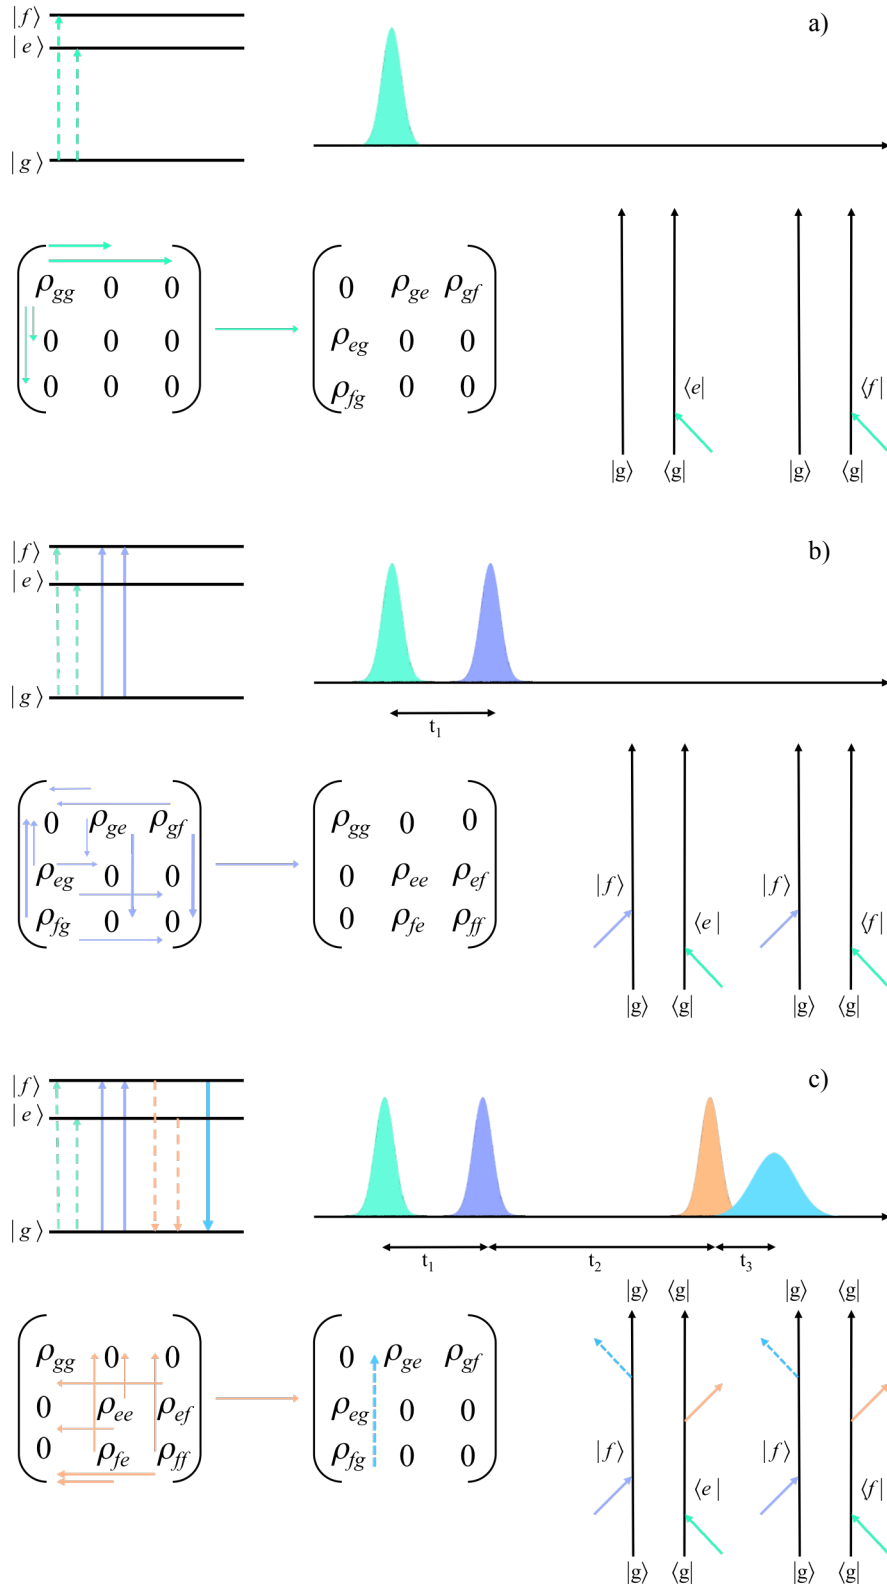 |f⟩ a)
|e⟩
|g⟩
ρgg 0 0
0 0 0
0 0 0
0 ρge ρgf
ρeg 0 0
ρfg 0 0
⟨e| ⟨f|
|g⟩ ⟨g| |g⟩ ⟨g|
|f⟩ b)
|e⟩
|g⟩
t1
0 ρge ρgf
ρeg 0 0
ρfg 0 0
ρgg 0 0
0 ρee ρef
0 ρfe ρff
|f⟩ |f⟩
⟨e| ⟨f|
|g⟩ ⟨g| |g⟩ ⟨g|
|f⟩ c)
|e⟩
|g⟩
t1 t2 t3
|g⟩ ⟨g| |g⟩ ⟨g|
ρgg 0 0
0 ρee ρef
0 ρfe ρff
0 ρge ρgf
ρeg 0 0
ρfg 0 0
|f⟩ |f⟩
⟨e| ⟨f|
|g⟩ ⟨g| |g⟩ ⟨g|